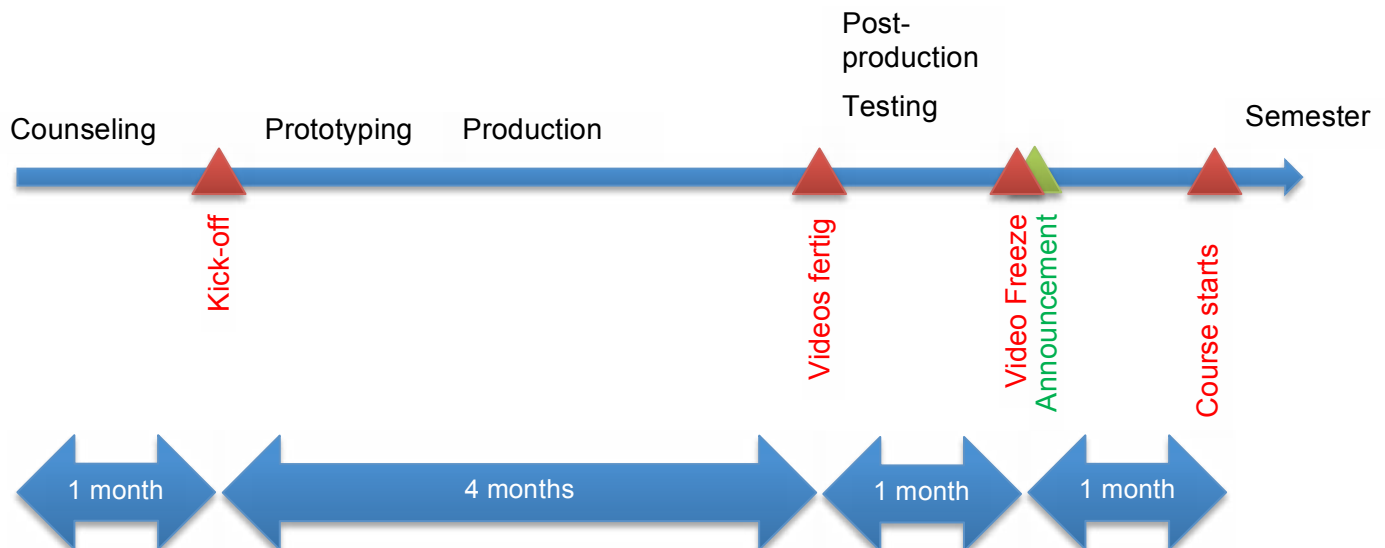 Post-
production
Testing
Counseling
Prototyping
Production
Semester
Kick-off
Videos fertig
Video Freeze
Announcement
Course starts
1 month
4 months
1 month
1 month